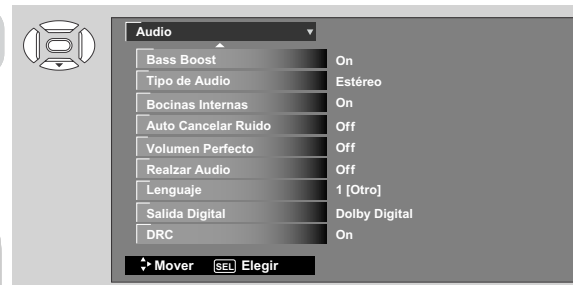 Audio
Bass Boost On
Tipo de Audio Estéreo
Bocinas Internas On
Auto Cancelar Ruido Off
Volumen Perfecto Off
Realzar Audio Off
Lenguaje 1 [Otro]
Salida Digital Dolby Digital
DRC On
Mover SEL Elegir